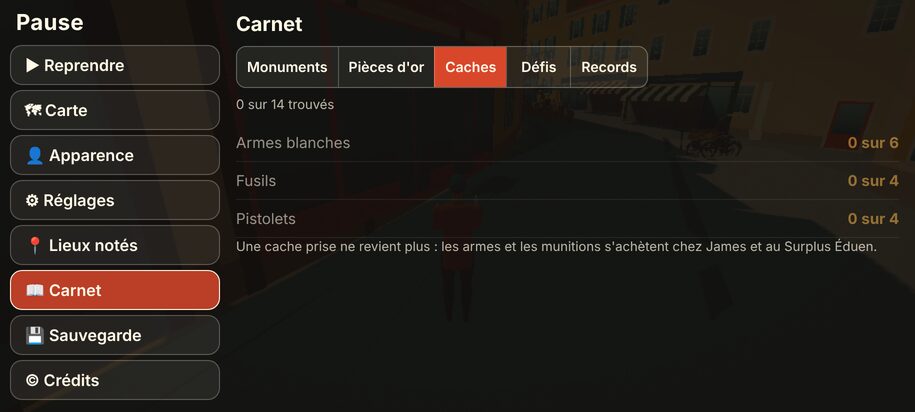 Pause
▶ Reprendre
🗺 Carte
👤 Apparence
⚙ Réglages
📍 Lieux notés
📖 Carnet
💾 Sauvegarde
© Crédits
Carnet
Monuments Pièces d'or Caches Défis Records
0 sur 14 trouvés
Armes blanches 0 sur 6
Fusils 0 sur 4
Pistolets 0 sur 4
Une cache prise ne revient plus : les armes et les munitions s'achètent chez James et au Surplus Éduen.